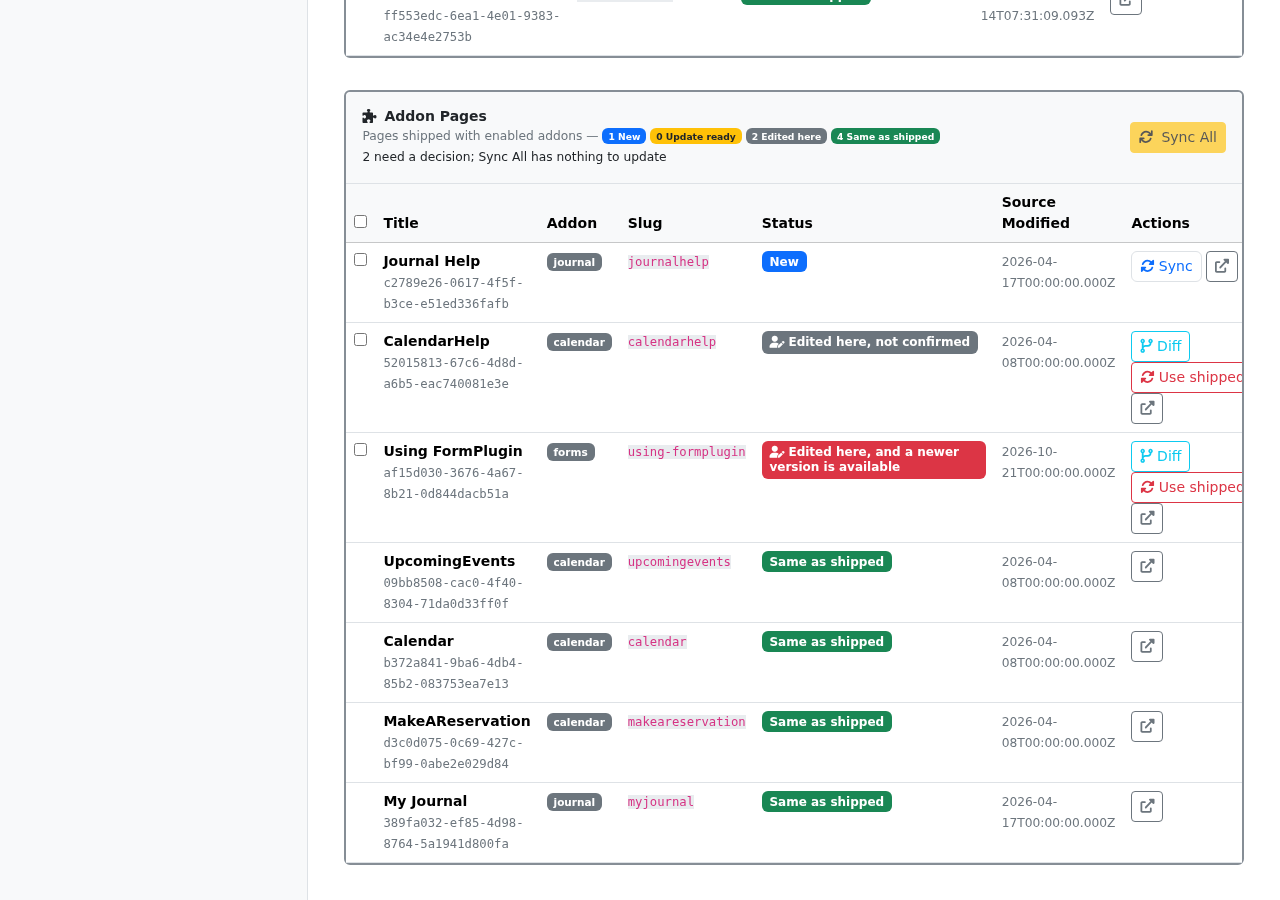 ff553edc-6ea1-4e01-9383-
14T07:31:09.093Z
ac34e4e2753b
Addon Pages
Pages shipped with enabled addons — 1 New 0 Update ready 2 Edited here 4 Same as shipped
2 need a decision; Sync All has nothing to update
Sync All
Title Addon Slug Status Source Modified Actions
Journal Help journal journalhelp New 2026-04- Sync
c2789e26-0617-4f5f- 17T00:00:00.000Z
b3ce-e51ed336fafb
CalendarHelp calendar calendarhelp Edited here, not confirmed 2026-04- Diff
52015813-67c6-4d8d- 08T00:00:00.000Z
a6b5-eac740081e3e Use shipped
Using FormPlugin forms using-formplugin Edited here, and a newer 2026-10- Diff
version is available
af15d030-3676-4a67- 21T00:00:00.000Z
8b21-0d844dacb51a Use shipped
UpcomingEvents calendar upcomingevents Same as shipped 2026-04-
09bb8508-cac0-4f40- 08T00:00:00.000Z
8304-71da0d33ff0f
Calendar calendar calendar Same as shipped 2026-04-
b372a841-9ba6-4db4- 08T00:00:00.000Z
85b2-083753ea7e13
MakeAReservation calendar makeareservation Same as shipped 2026-04-
d3c0d075-0c69-427c- 08T00:00:00.000Z
bf99-0abe2e029d84
My Journal journal myjournal Same as shipped 2026-04-
389fa032-ef85-4d98- 17T00:00:00.000Z
8764-5a1941d800fa